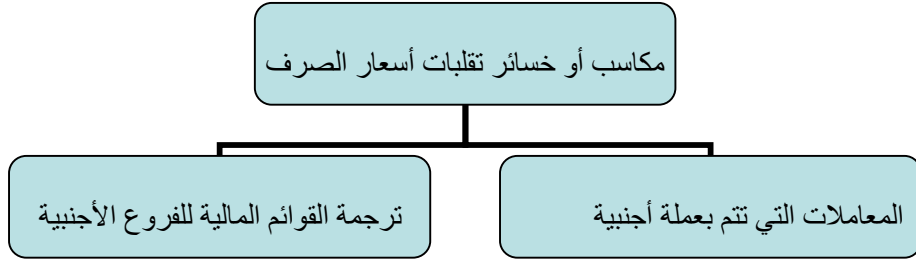 مكاسب أو خسائر تقلبات أسعار الصرف
المعاملات التي تتم بعملة أجنبية
ترجمة القوائم المالية للفروع الأجنبية